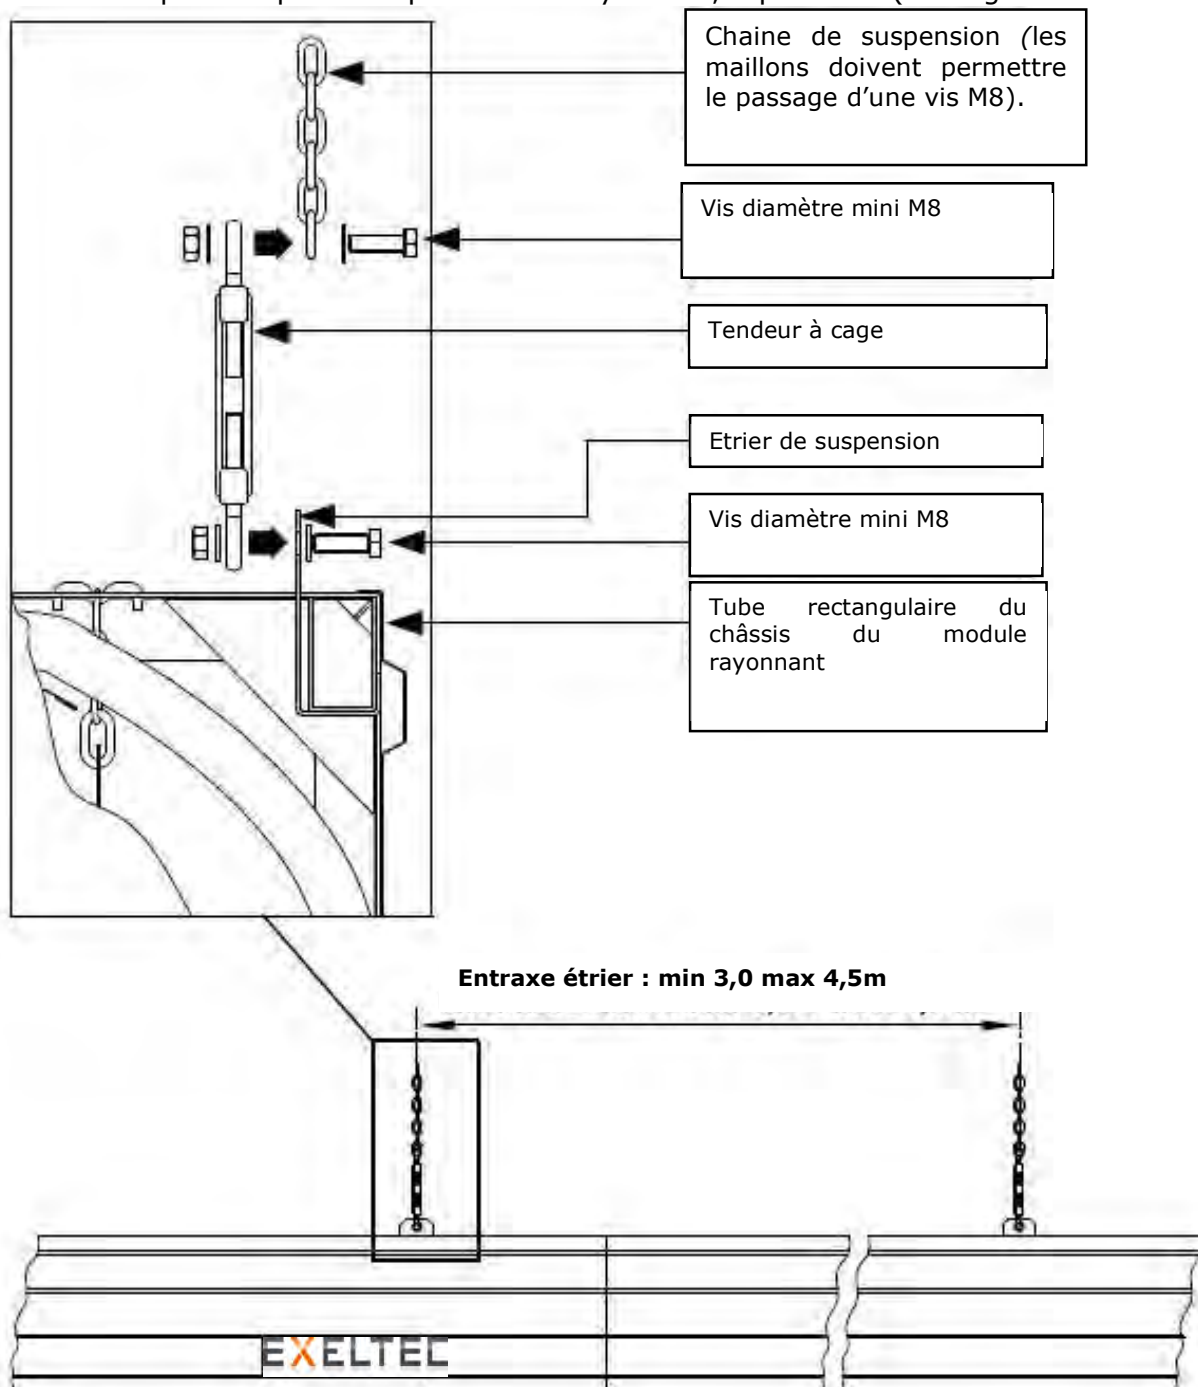 Chaine de suspension (les
maillons doivent permettre
le passage d'une vis M8).
Vis diamètre mini M8
Tendeur à cage
Etrier de suspension
Vis diamètre mini M8
Tube rectangulaire du
châssis du module
rayonnant
Entraxe étrier : min 3,0 max 4,5m
EXELTEC